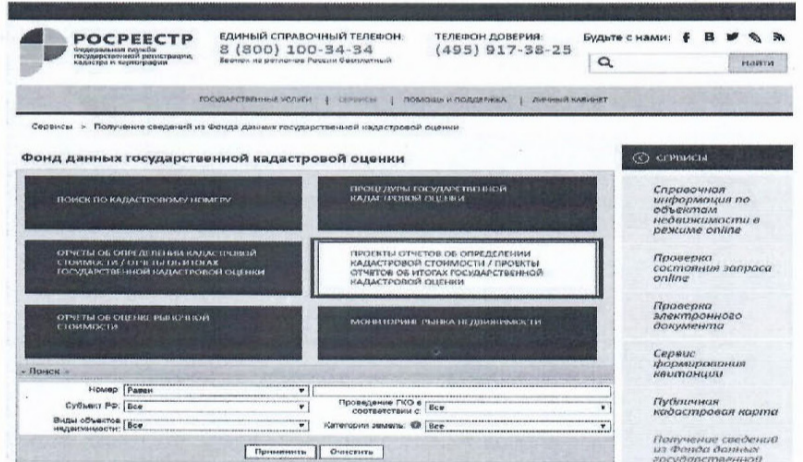 РОСРЕЕСТР
Федеральная служба
государственной регистрации,
кадастра и картографии
ЕДИНЫЙ СПРАВОЧНЫЙ ТЕЛЕФОН:
8 (800) 100-34-34
Звонок из регионов России бесплатный
ТЕЛЕФОН ДОВЕРИЯ:
(495) 917-38-25
Будьте с нами:
НАЙТИ
ГОСУДАРСТВЕННЫЕ УСЛУГИ | СЕРВИСЫ | ПОМОЩЬ И ПОДДЕРЖКА | ЛИЧНЫЙ КАБИНЕТ
Сервисы > Получение сведений из Фонда данных государственной кадастровой оценки
Фонд данных государственной кадастровой оценки
ПОИСК ПО КАДАСТРОВОМУ НОМЕРУ
ПРОЦЕДУРЫ ГОСУДАРСТВЕННОЙ
КАДАСТРОВОЙ ОЦЕНКИ
ОТЧЕТЫ ОБ ОПРЕДЕЛЕНИИ КАДАСТРОВОЙ
СТОИМОСТИ / ОТЧЕТЫ ОБ ИТОГАХ
ГОСУДАРСТВЕННОЙ КАДАСТРОВОЙ ОЦЕНКИ
ПРОЕКТЫ ОТЧЕТОВ ОБ ОПРЕДЕЛЕНИИ
КАДАСТРОВОЙ СТОИМОСТИ / ПРОЕКТЫ
ОТЧЕТОВ ОБ ИТОГАХ ГОСУДАРСТВЕННОЙ
КАДАСТРОВОЙ ОЦЕНКИ
ОТЧЕТЫ ОБ ОЦЕНКЕ РЫНОЧНОЙ
СТОИМОСТИ
МОНИТОРИНГ РЫНКА НЕДВИЖИМОСТИ
- Поиск -
Номер Равен
Субъект РФ: Все
Проведение ГКО в
соответствии с: Все
Виды объектов
недвижимости: Все
Категории земель: Все
Применить Очистить
СЕРВИСЫ
Справочная
информация по
объектам
недвижимости в
режиме online
Проверка
состояния запроса
online
Проверка
электронного
документа
Сервис
формирования
квитанции
Публичная
кадастровая карта
Получение сведений
из Фонда данных
государственной